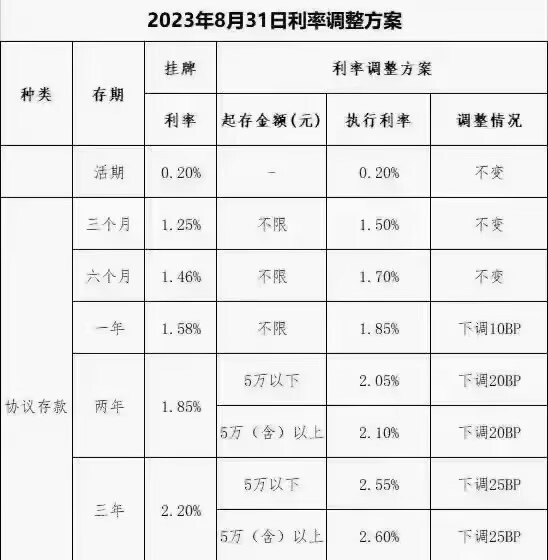 2023年8月31日利率调整方案
种类 存期 挂牌 利率调整方案
利率 起存金额(元) 执行利率 调整情况
活期 0.20% - 0.20% 不变
协议存款 三个月 1.25% 不限 1.50% 不变
六个月 1.46% 不限 1.70% 不变
一年 1.58% 不限 1.85% 下调10BP
两年 1.85% 5万以下 2.05% 下调20BP
5万（含）以上 2.10% 下调20BP
三年 2.20% 5万以下 2.55% 下调25BP
5万（含）以上 2.60% 下调25BP